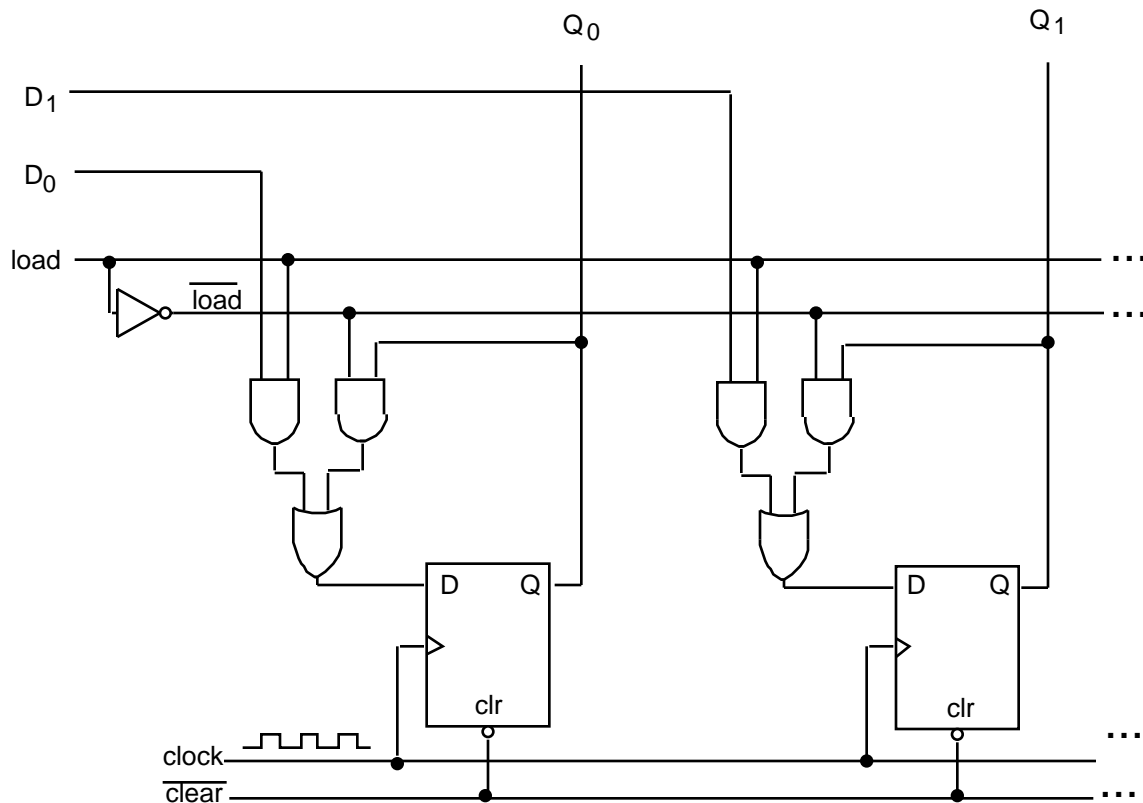 Q0 Q1
D1
D0
load ...
load ...
D Q D Q
clr clr
clock ...
clear ...